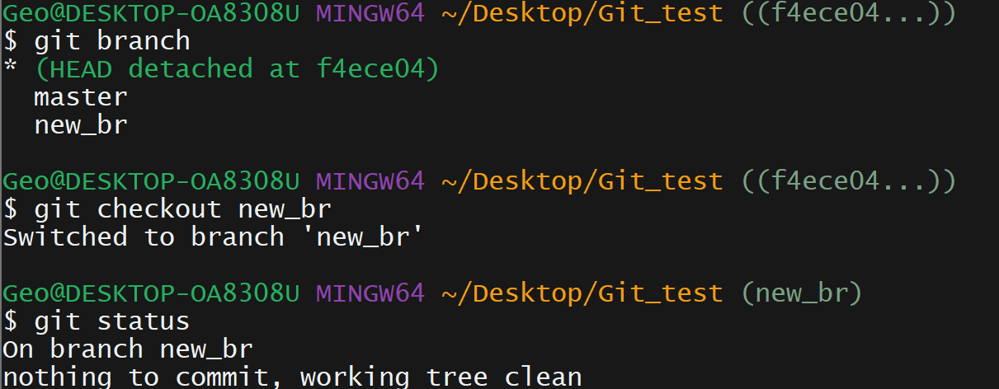 Geo@DESKTOP-OA8308U MINGW64 ~/Desktop/Git_test ((f4ece04...))
$ git branch
* (HEAD detached at f4ece04)
  master
  new_br

Geo@DESKTOP-OA8308U MINGW64 ~/Desktop/Git_test ((f4ece04...))
$ git checkout new_br
Switched to branch 'new_br'

Geo@DESKTOP-OA8308U MINGW64 ~/Desktop/Git_test (new_br)
$ git status
On branch new_br
nothing to commit, working tree clean